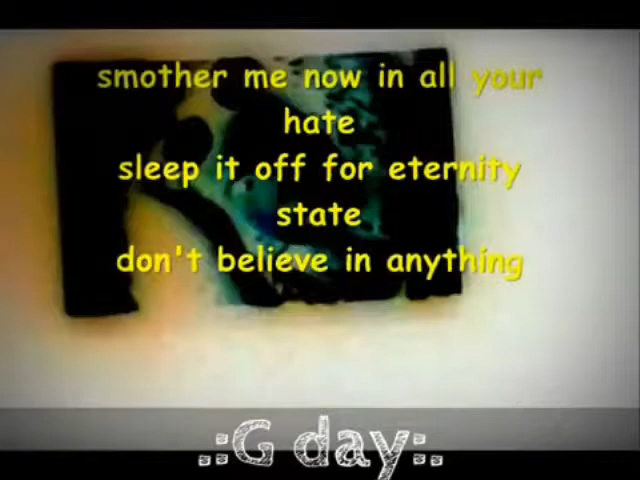 smother me now in all your
hate
sleep it off for eternity
state
don't believe in anything
.:G day:.